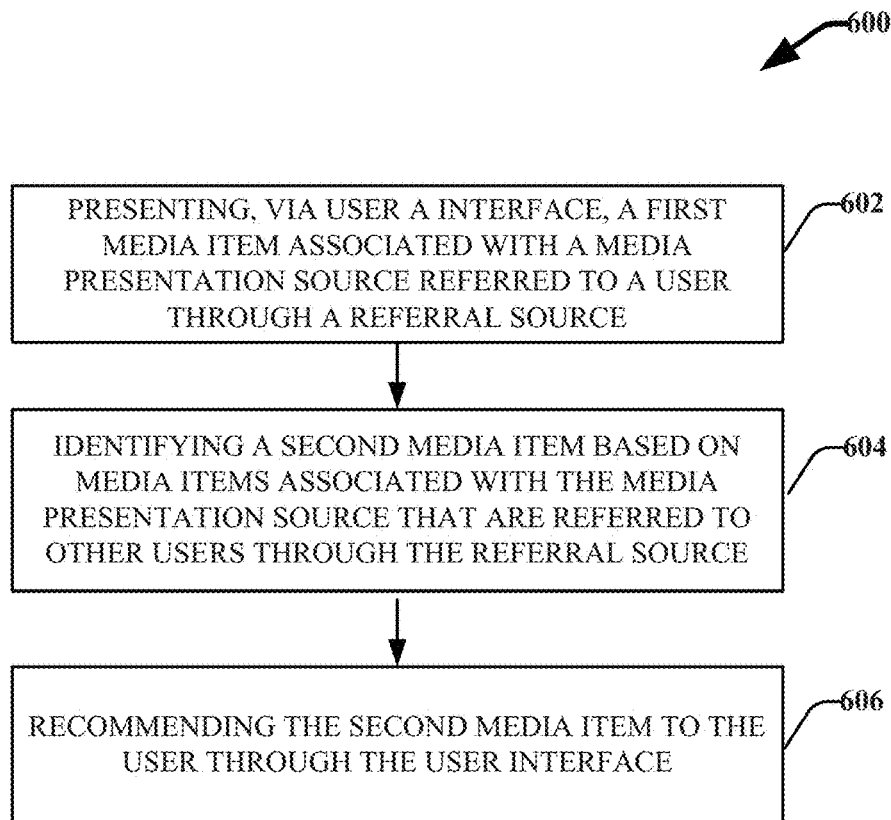 600
PRESENTING, VIA USER A INTERFACE, A FIRST
MEDIA ITEM ASSOCIATED WITH A MEDIA
PRESENTATION SOURCE REFERRED TO A USER
THROUGH A REFERRAL SOURCE
602
IDENTIFYING A SECOND MEDIA ITEM BASED ON
MEDIA ITEMS ASSOCIATED WITH THE MEDIA
PRESENTATION SOURCE THAT ARE REFERRED TO
OTHER USERS THROUGH THE REFERRAL SOURCE
604
RECOMMENDING THE SECOND MEDIA ITEM TO THE
USER THROUGH THE USER INTERFACE
606